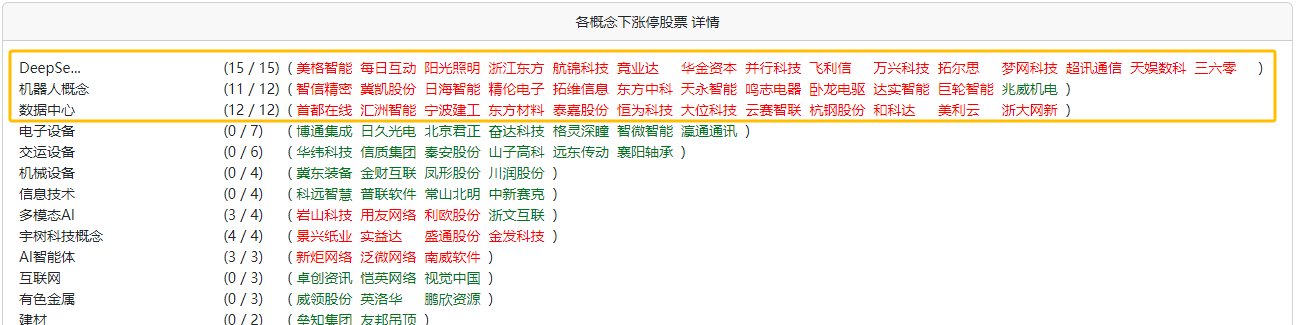 各概念下涨停股票 详情
DeepSe... (15 / 15) ( 美格智能 每日互动 阳光照明 浙江东方 航锦科技 竞业达 华金资本 并行科技 飞利信 万兴科技 拓尔思 梦网科技 超讯通信 天娱数科 三六零 )
机器人概念 (11 / 12) ( 智信精密 冀凯股份 日海智能 精伦电子 拓维信息 东方中科 天永智能 鸣志电器 卧龙电驱 达实智能 巨轮智能 兆威机电 )
数据中心 (12 / 12) ( 首都在线 汇洲智能 宁波建工 东方材料 泰嘉股份 恒为科技 大位科技 云赛智联 杭钢股份 和科达 美利云 浙大网新 )
电子设备 (0 / 7) ( 博通集成 日久光电 北京君正 奋达科技 格灵深瞳 智微智能 瀛通通讯 )
交运设备 (0 / 6) ( 华纬科技 信质集团 秦安股份 山子高科 远东传动 襄阳轴承 )
机械设备 (0 / 4) ( 冀东装备 金财互联 凤形股份 川润股份 )
信息技术 (0 / 4) ( 科远智慧 普联软件 常山北明 中新赛克 )
多模态AI (3 / 4) ( 岩山科技 用友网络 利欧股份 浙文互联 )
宇树科技概念 (4 / 4) ( 景兴纸业 实益达 盛通股份 金发科技 )
AI智能体 (3 / 3) ( 新炬网络 泛微网络 南威软件 )
互联网 (0 / 3) ( 卓创资讯 恺英网络 视觉中国 )
有色金属 (0 / 3) ( 威领股份 英洛华 鹏欣资源 )
建材 (0 / 2) ( 垒知集团 友邦吊顶 )